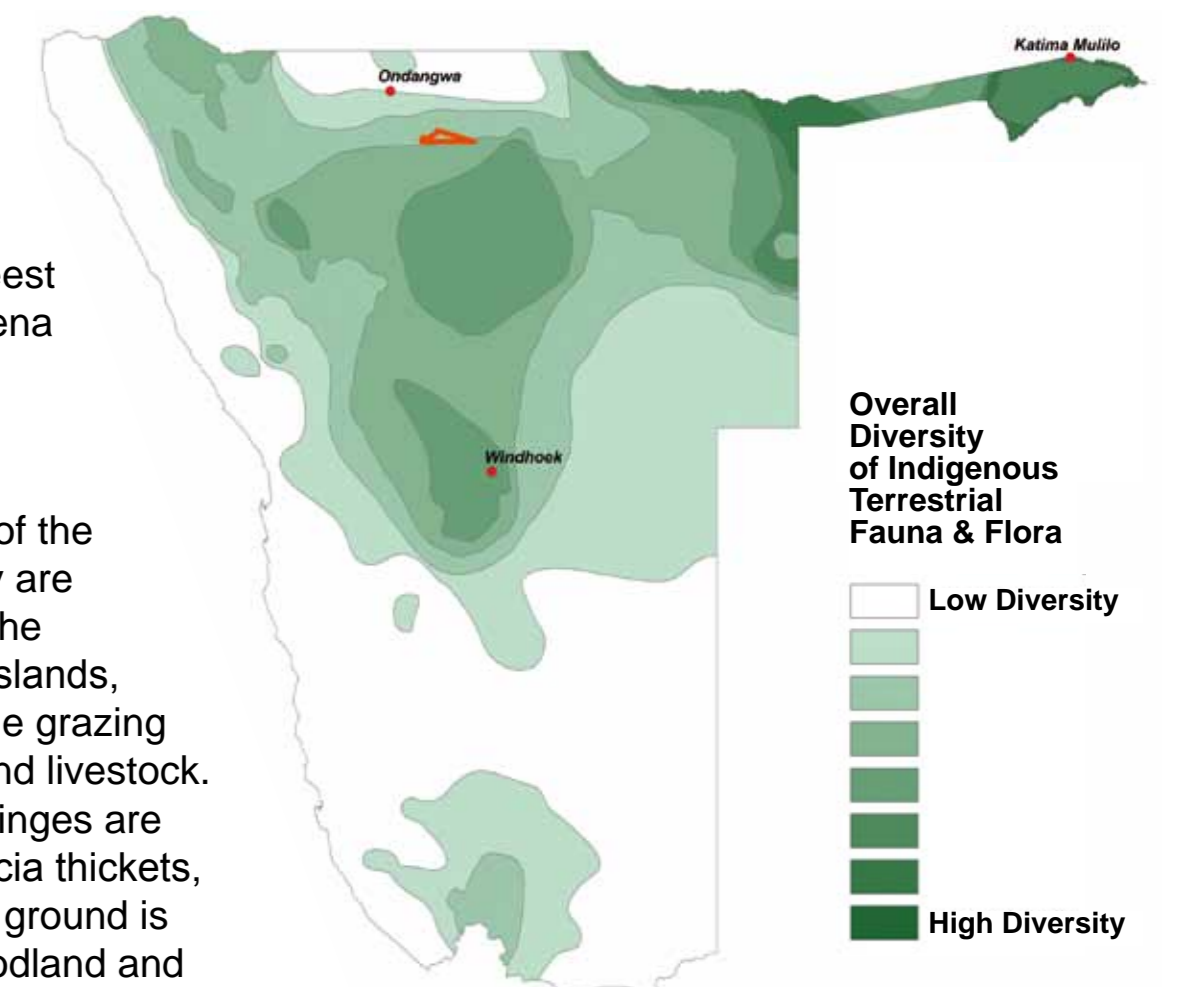 Katima Mulilo
Ondangwa
est
ena
Windhoek
of the
y are
he
slands,
e grazing
nd livestock.
inges are
cia thickets,
ground is
odland and
Overall
Diversity
of Indigenous
Terrestrial
Fauna & Flora
Low Diversity
High Diversity